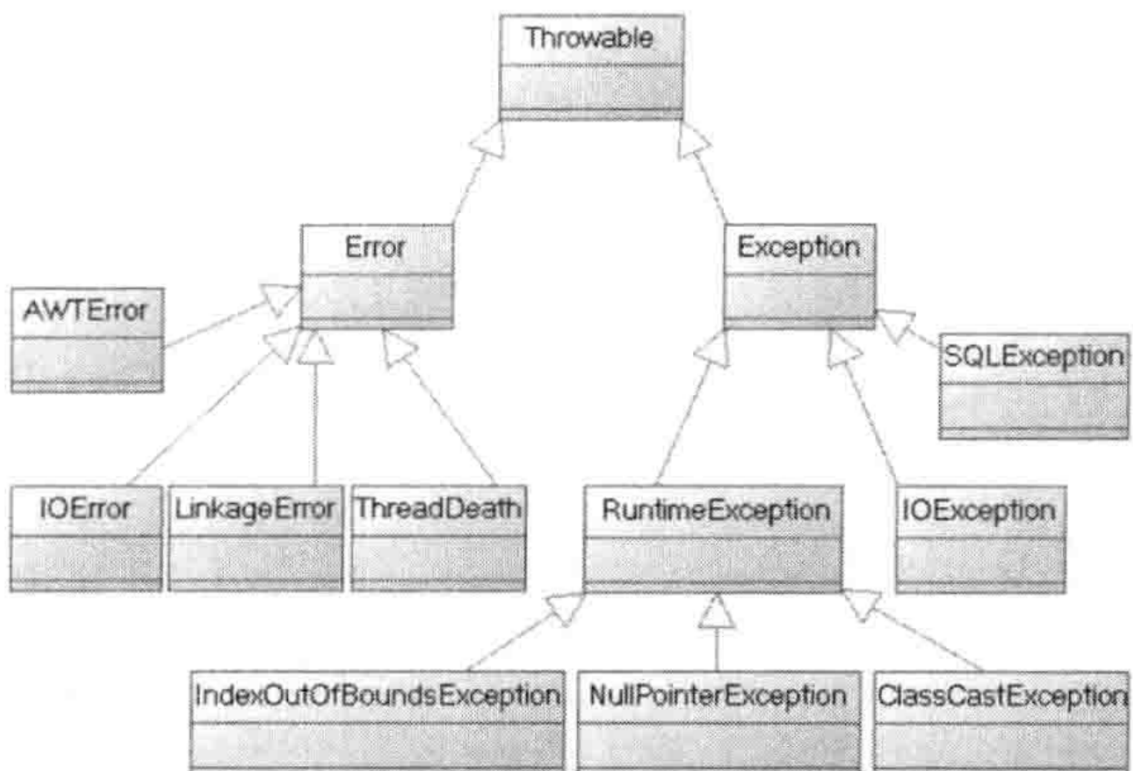 Throwable
Error
Exception
AWTError
SQLException
IOError
LinkageError
ThreadDeath
RuntimeException
IOException
IndexOutOfBoundsException
NullPointerException
ClassCastException